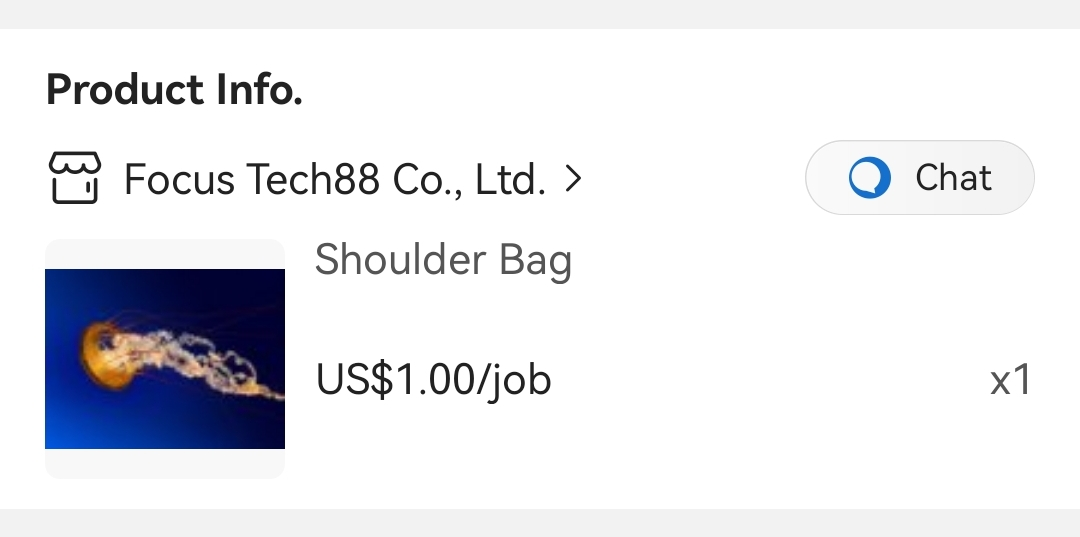 Product Info.
Focus Tech88 Co., Ltd.
Chat
Shoulder Bag
US$1.00/job
x1